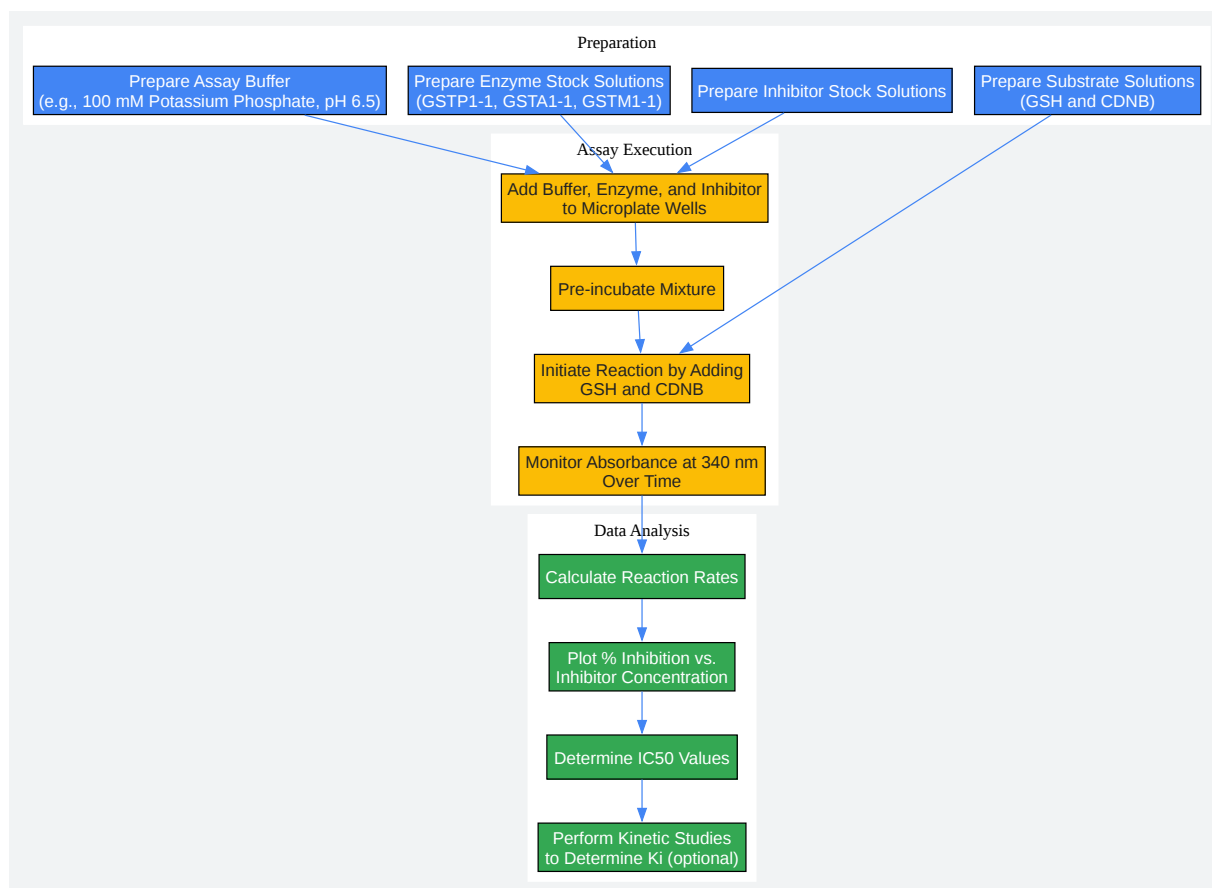 Preparation
Prepare Assay Buffer
(e.g., 100 mM Potassium Phosphate, pH 6.5)
Prepare Enzyme Stock Solutions
(GSTP1-1, GSTA1-1, GSTM1-1)
Prepare Inhibitor Stock Solutions
Prepare Substrate Solutions
(GSH and CDNB)
Assay Execution
Add Buffer, Enzyme, and Inhibitor
to Microplate Wells
Pre-incubate Mixture
Initiate Reaction by Adding
GSH and CDNB
Monitor Absorbance at 340 nm
Over Time
Data Analysis
Calculate Reaction Rates
Plot % Inhibition vs.
Inhibitor Concentration
Determine IC50 Values
Perform Kinetic Studies
to Determine Ki (optional)